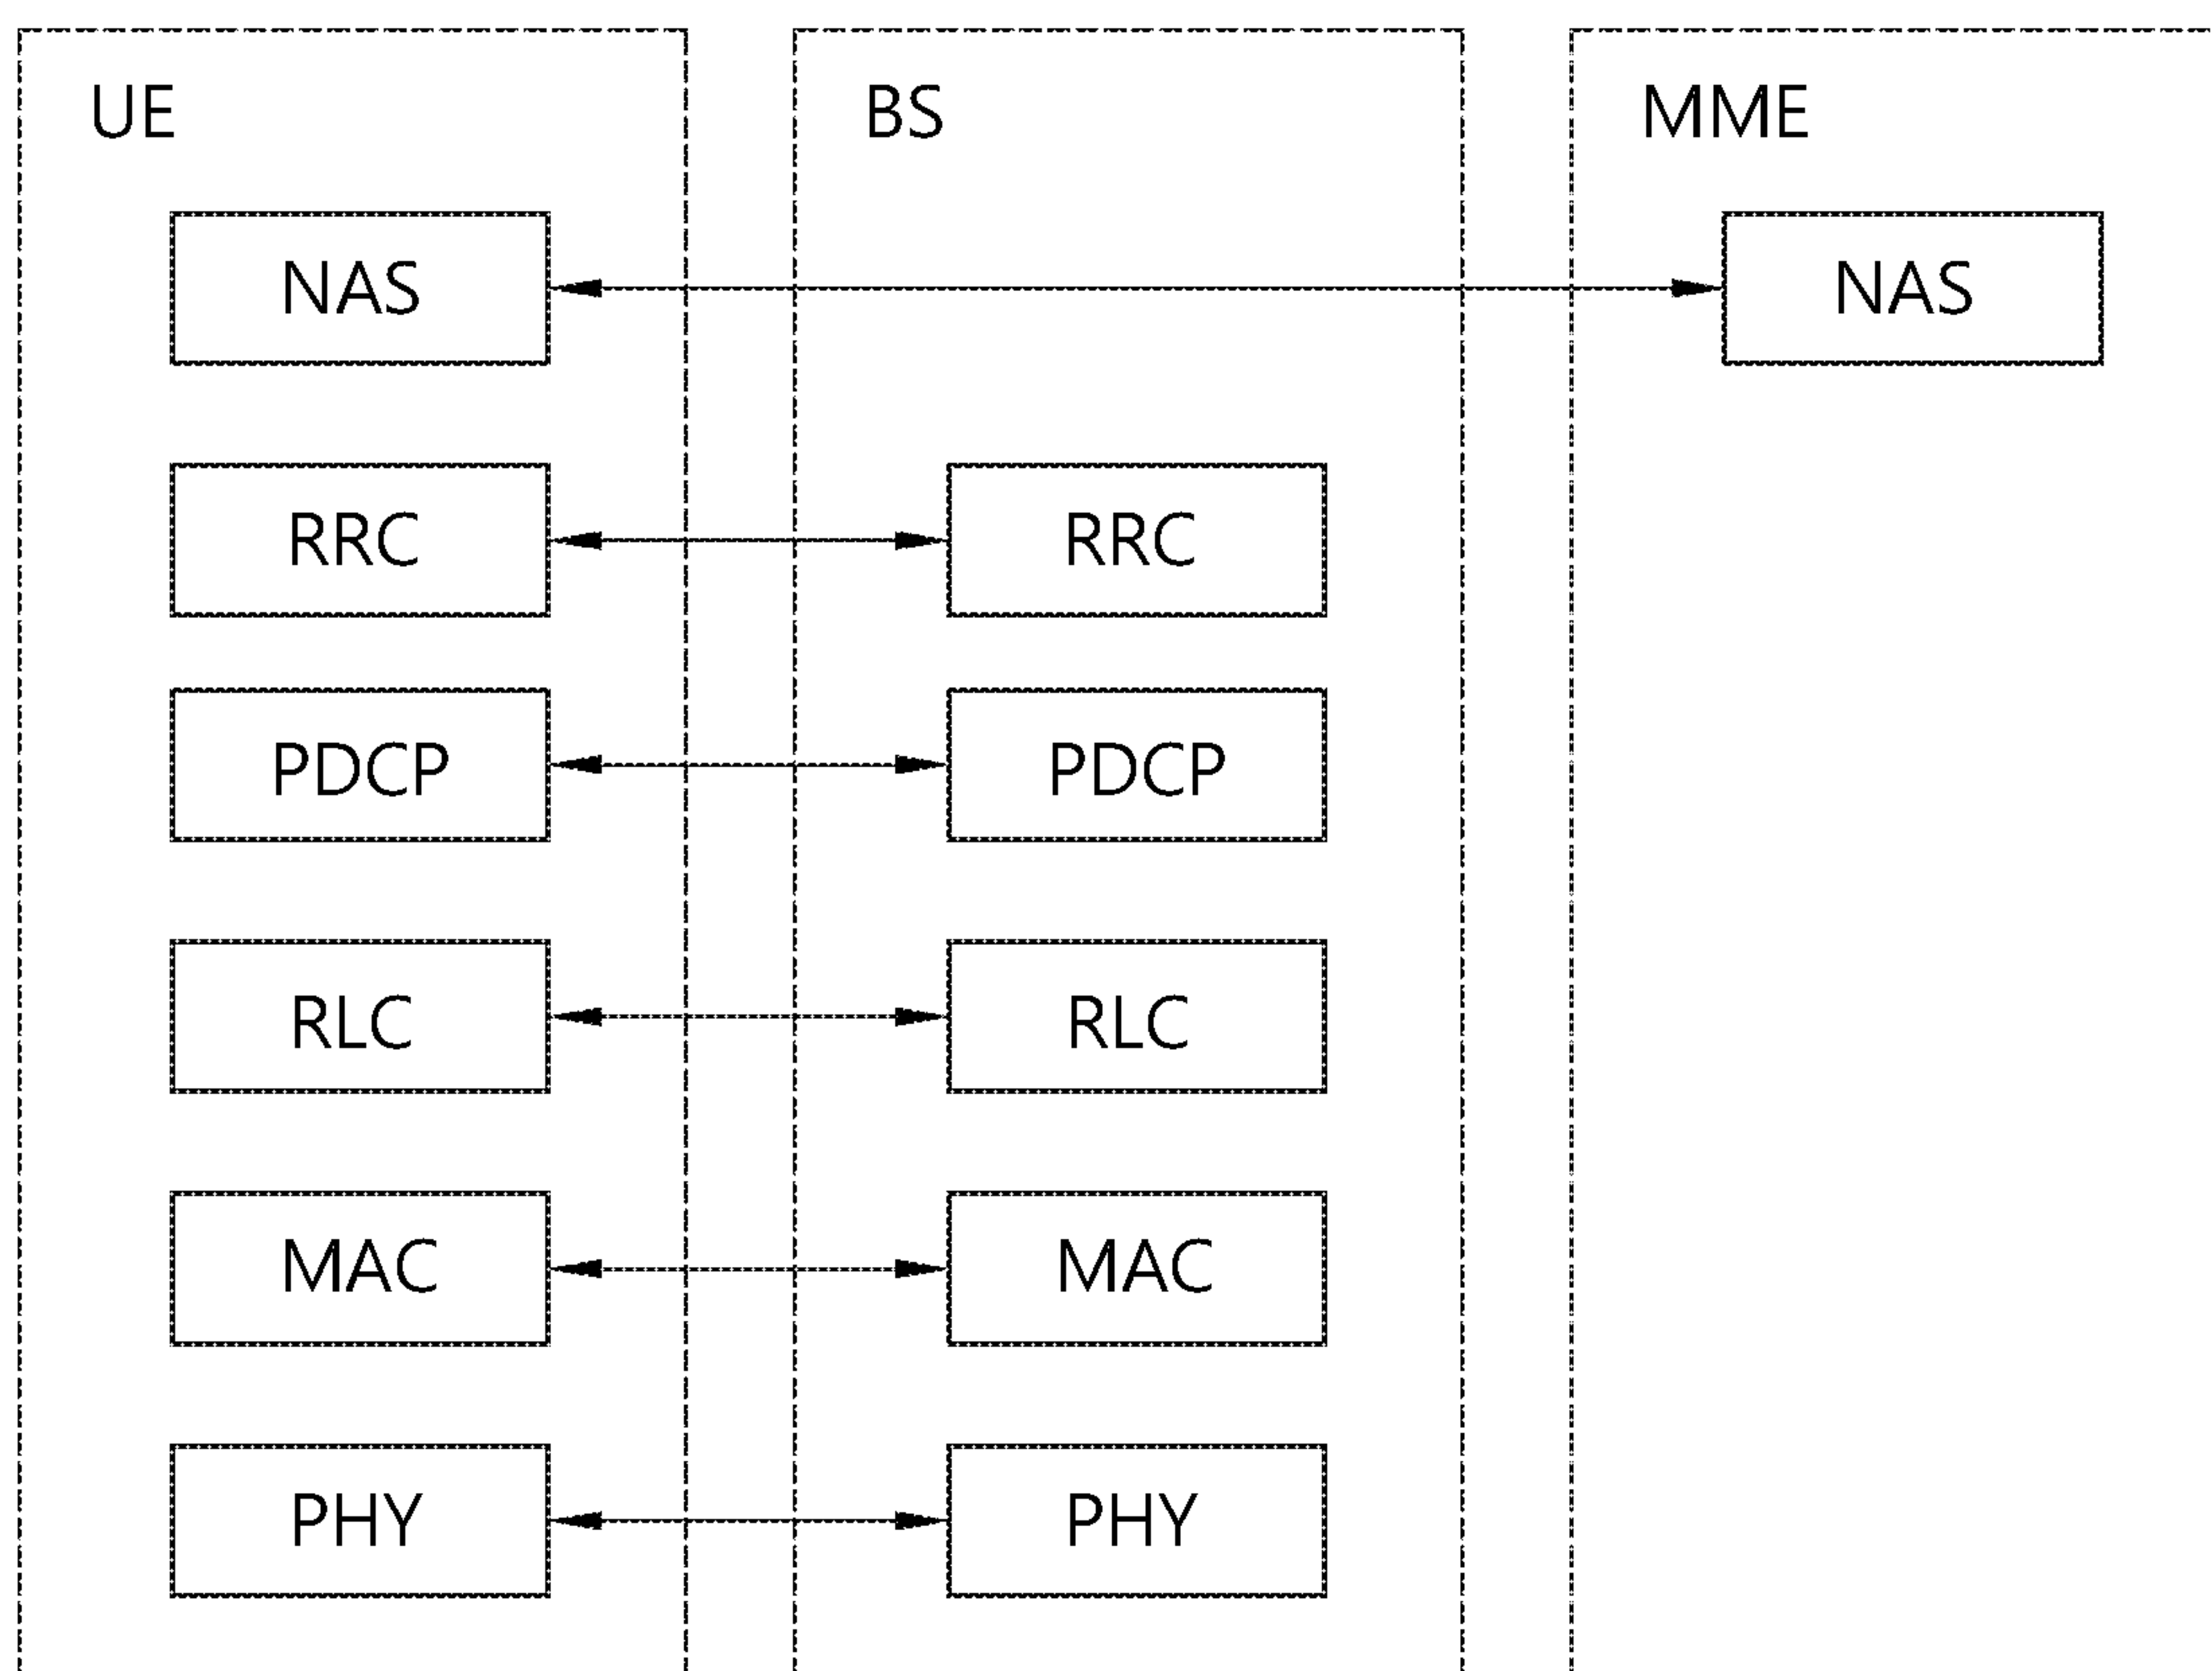 UE
BS
MME
NAS
NAS
RRC
RRC
PDCP
PDCP
RLC
RLC
MAC
MAC
PHY
PHY